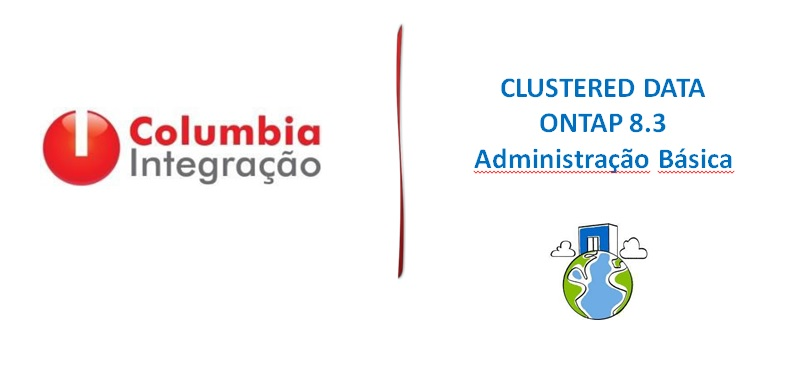 Columbia
Integração
CLUSTERED DATA
ONTAP 8.3
Administração Básica